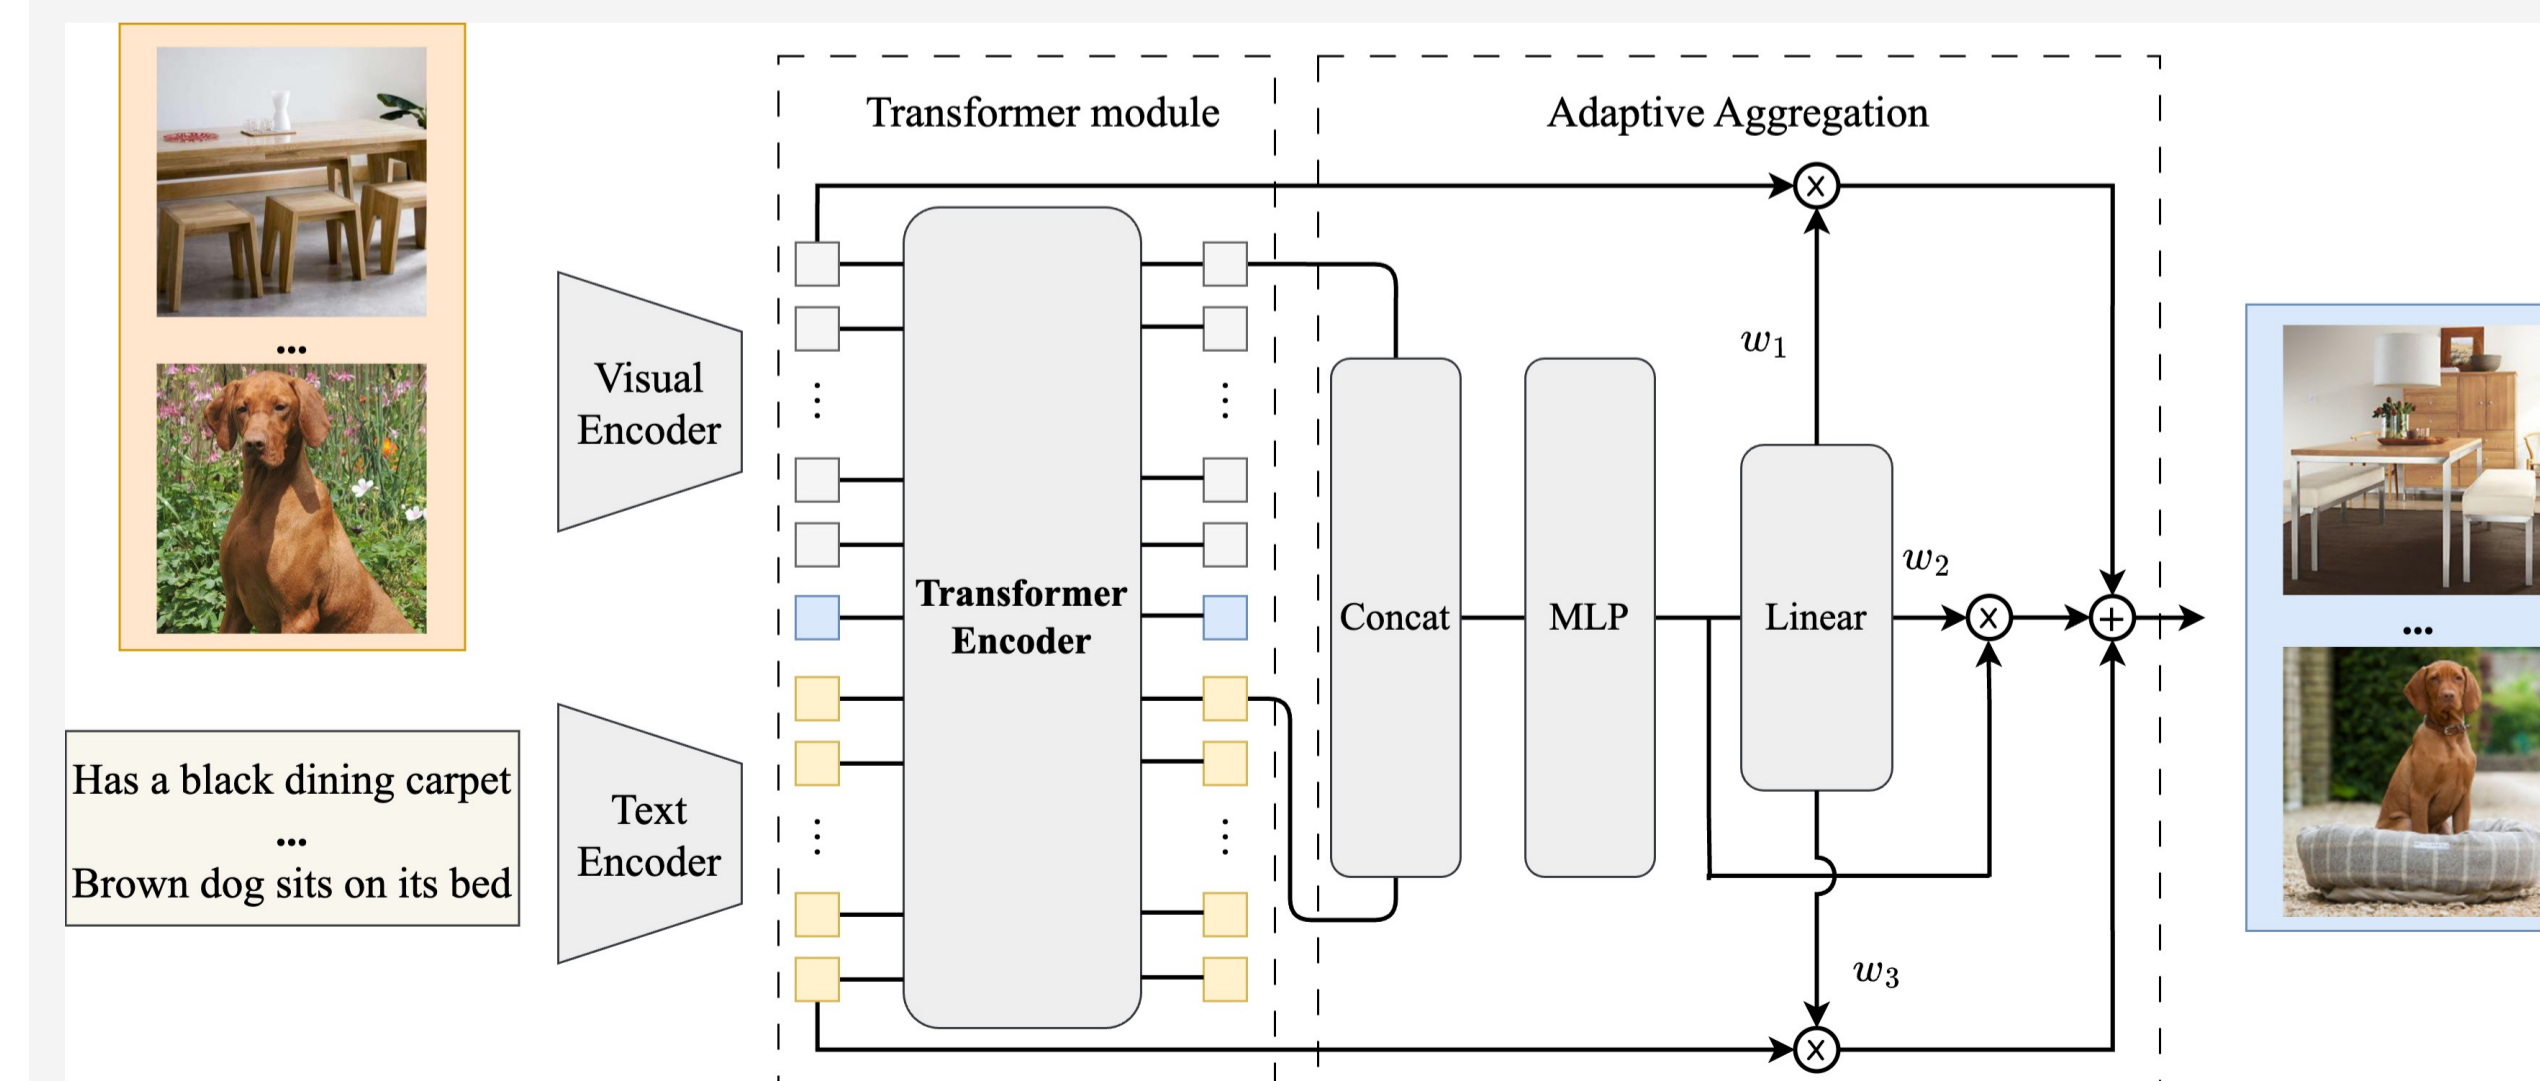 Transformer module
Adaptive Aggregation
Visual
Encoder
Transformer
Encoder
Text
Encoder
Has a black dining carpet
...
Brown dog sits on its bed
Concat
MLP
Linear
w1
w2
w3